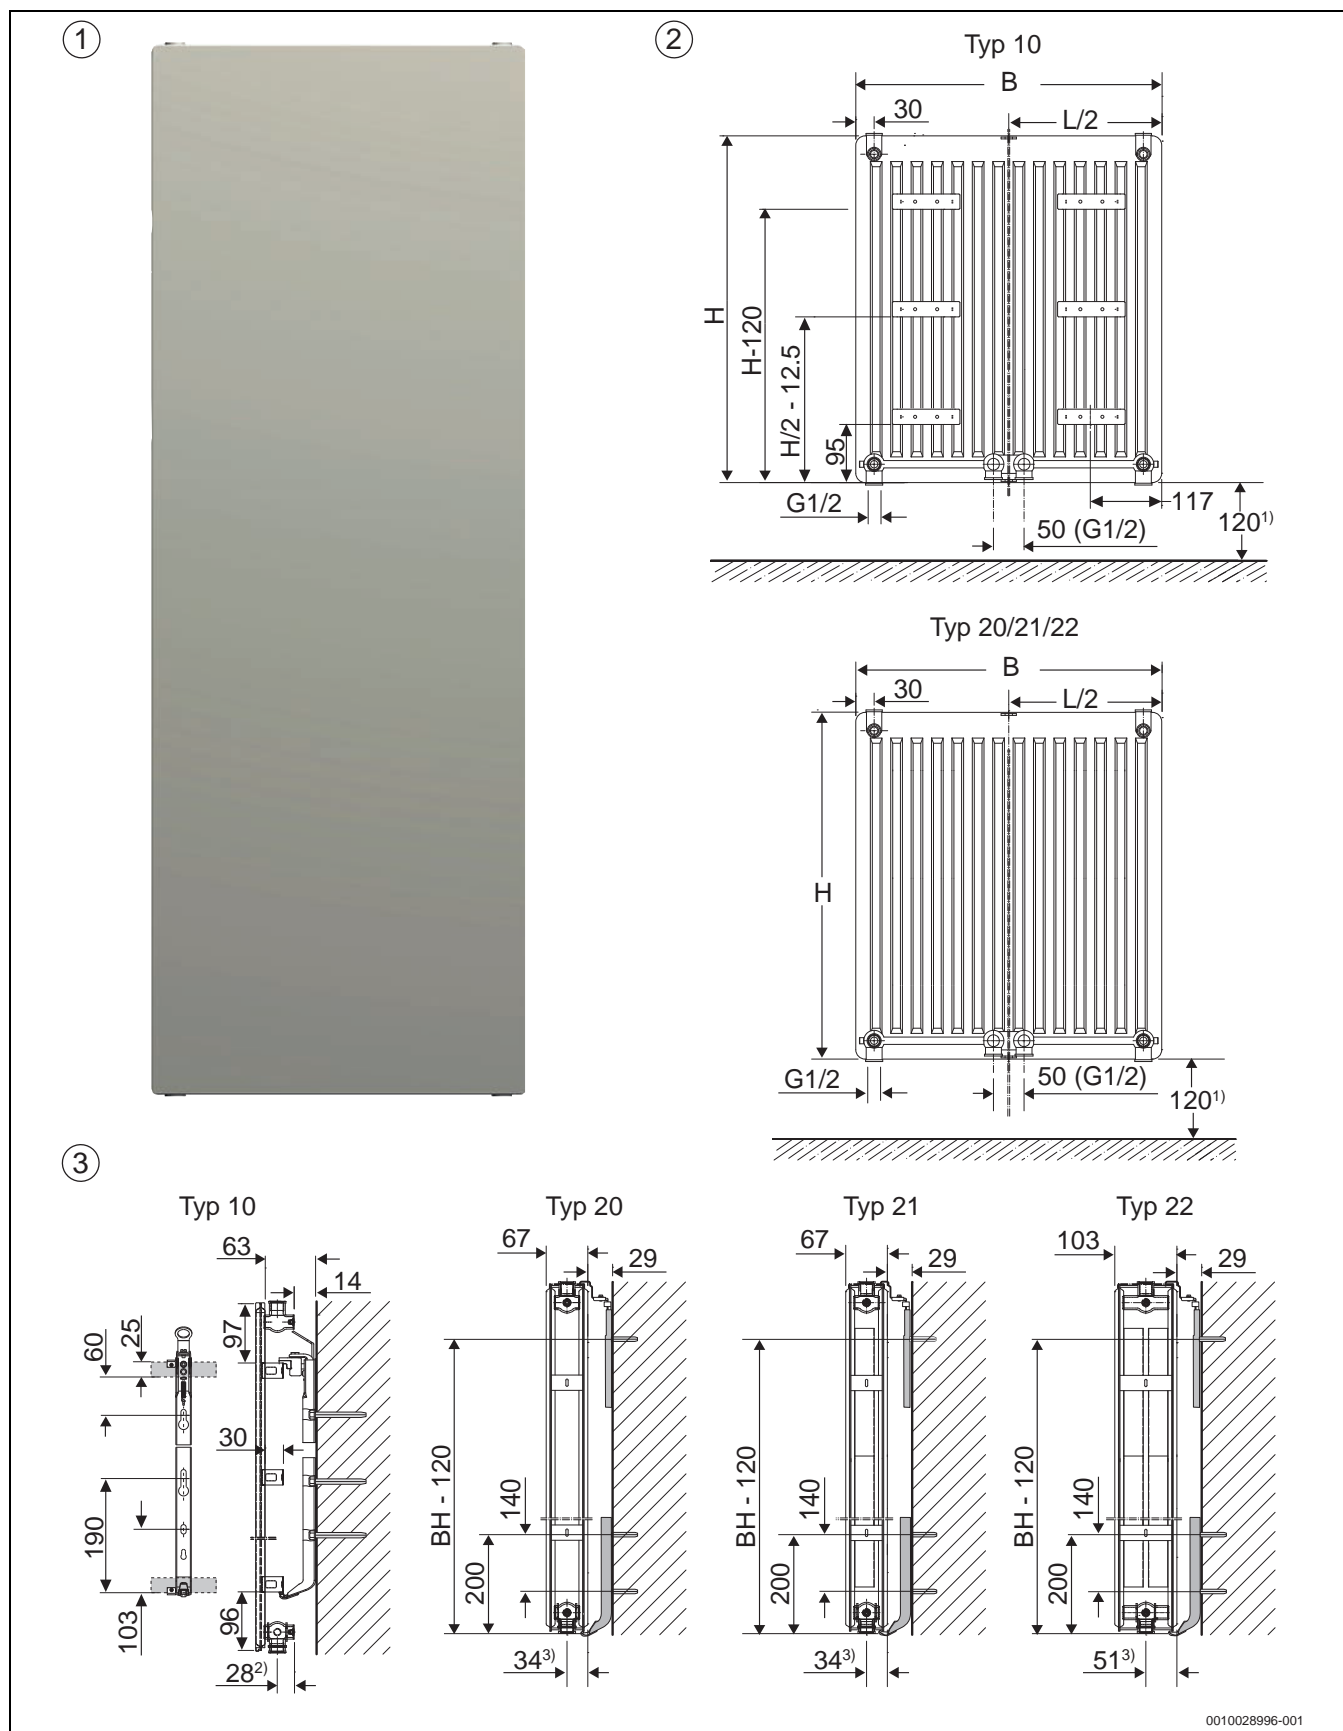 1
2
Typ 10
B
30
L/2
H
H-120
H/2 - 12.5
95
G1/2
50 (G1/2)
117
120¹⁾
Typ 20/21/22
B
30
L/2
H
G1/2
50 (G1/2)
120¹⁾
3
Typ 10
63
14
97
25
60
30
190
103
96
28²⁾
Typ 20
67
29
BH - 120
140
200
34³⁾
Typ 21
67
29
BH - 120
140
200
34³⁾
Typ 22
103
29
BH - 120
140
200
51³⁾
0010028996-001